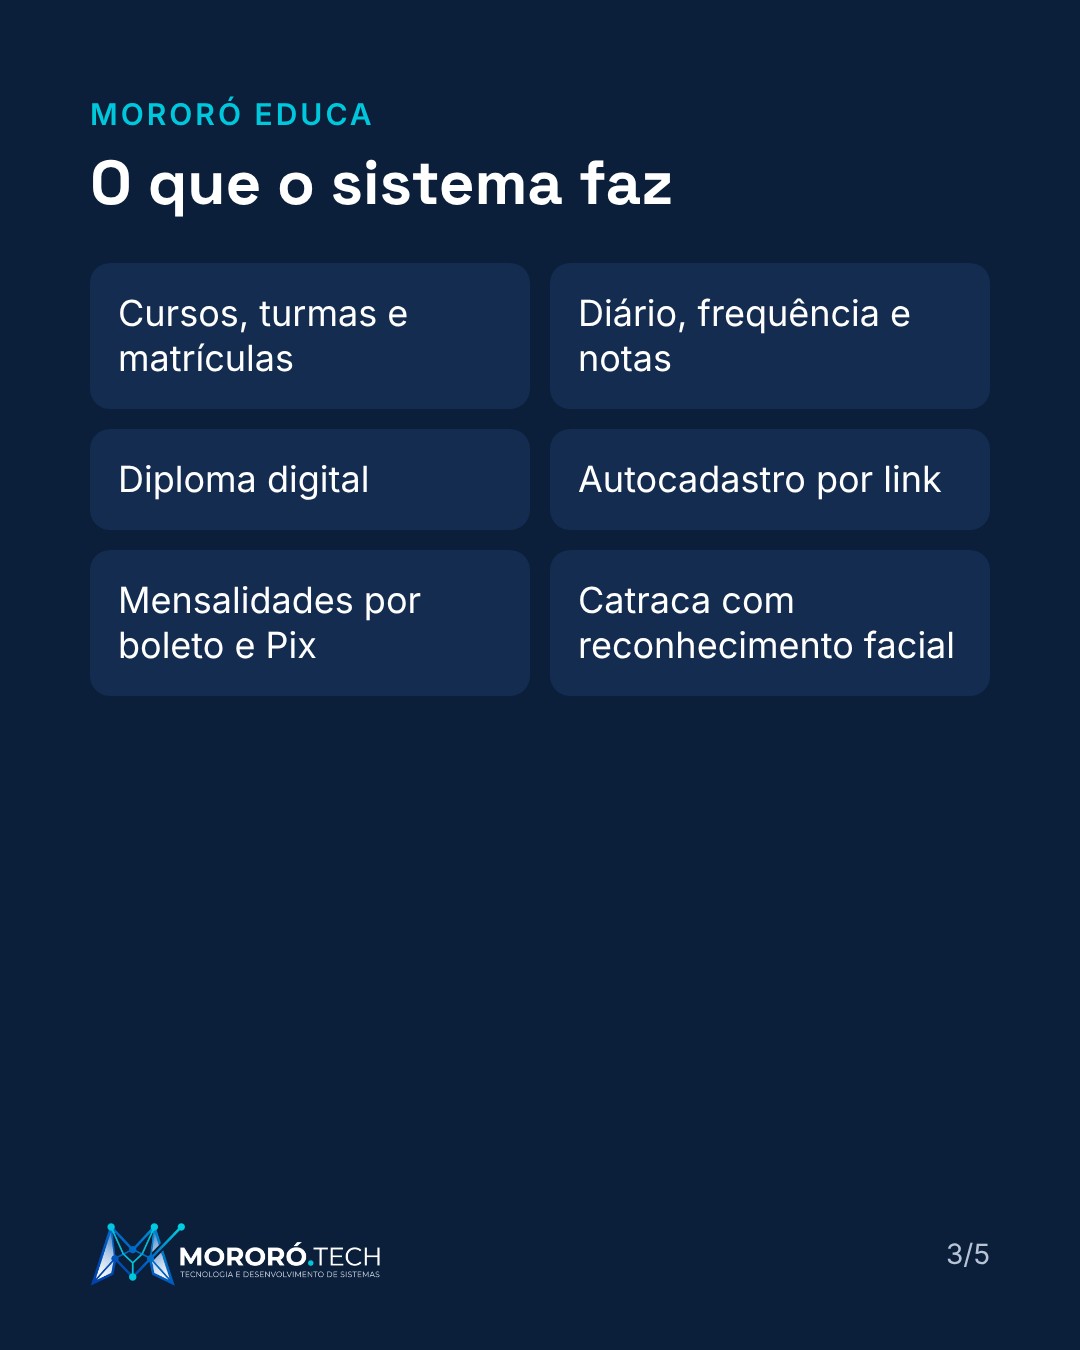 MORORÓ EDUCA
O que o sistema faz
Cursos, turmas e
matrículas
Diário, frequência e
notas
Diploma digital
Autocadastro por link
Mensalidades por
boleto e Pix
Catraca com
reconhecimento facial
MORORÓ.TECH
TECNOLOGIA E DESENVOLVIMENTO DE SISTEMAS
3/5